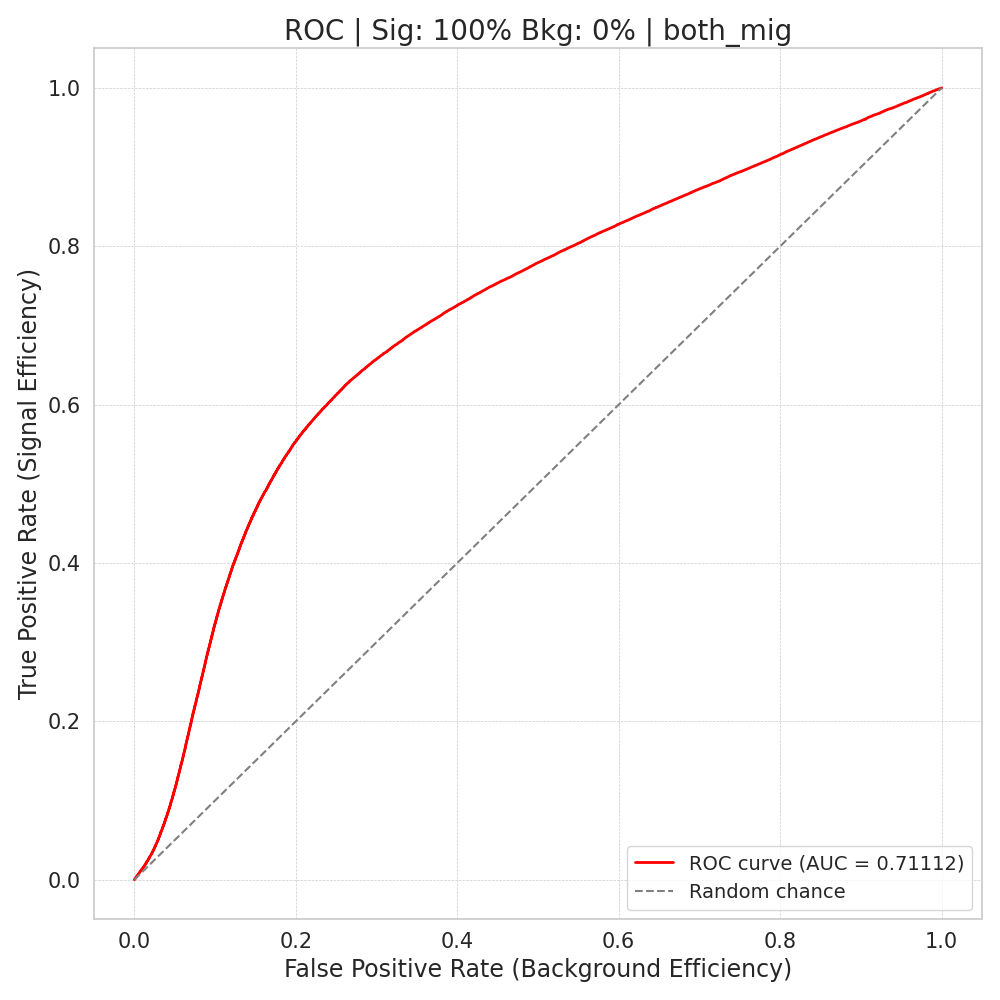 ROC | Sig: 100% Bkg: 0% | both_mig
True Positive Rate (Signal Efficiency)
1.0
0.8
0.6
0.4
0.2
0.0
ROC curve (AUC = 0.71112)
Random chance
0.0 0.2 0.4 0.6 0.8 1.0
False Positive Rate (Background Efficiency)